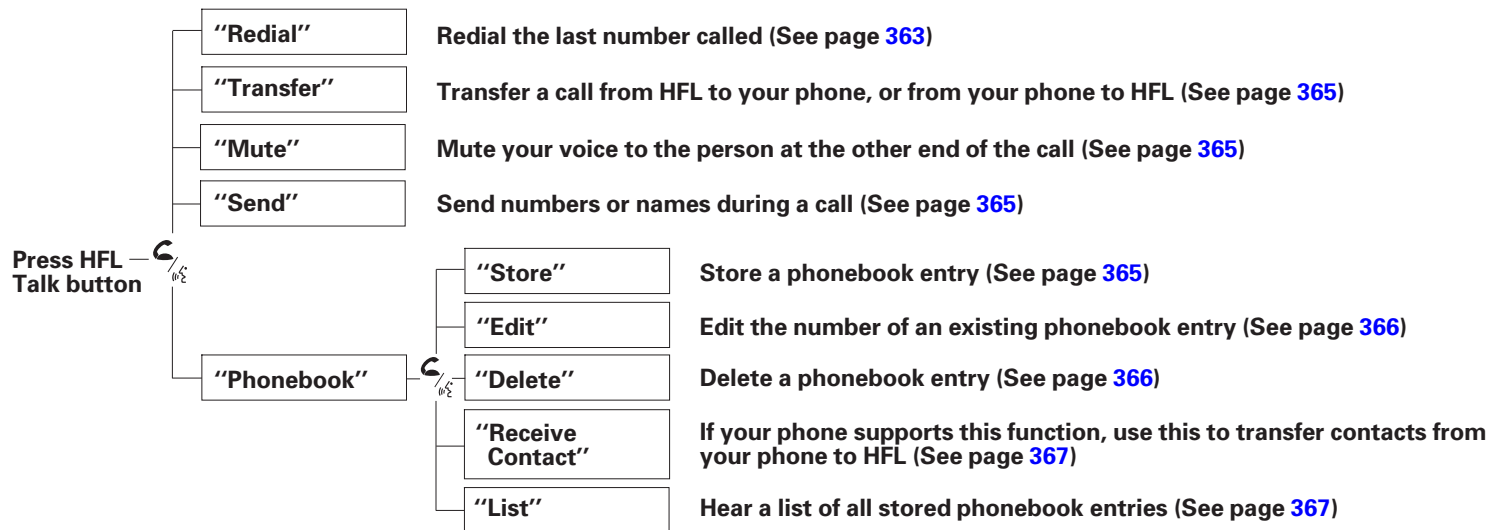 ‘‘Redial’’ Redial the last number called (See page 363)
‘‘Transfer’’ Transfer a call from HFL to your phone, or from your phone to HFL (See page 365)
‘‘Mute’’ Mute your voice to the person at the other end of the call (See page 365)
‘‘Send’’ Send numbers or names during a call (See page 365)
Press HFL
Talk button
‘‘Phonebook’’
‘‘Store’’ Store a phonebook entry (See page 365)
‘‘Edit’’ Edit the number of an existing phonebook entry (See page 366)
‘‘Delete’’ Delete a phonebook entry (See page 366)
‘‘Receive
Contact’’
If your phone supports this function, use this to transfer contacts from
your phone to HFL (See page 367)
‘‘List’’ Hear a list of all stored phonebook entries (See page 367)